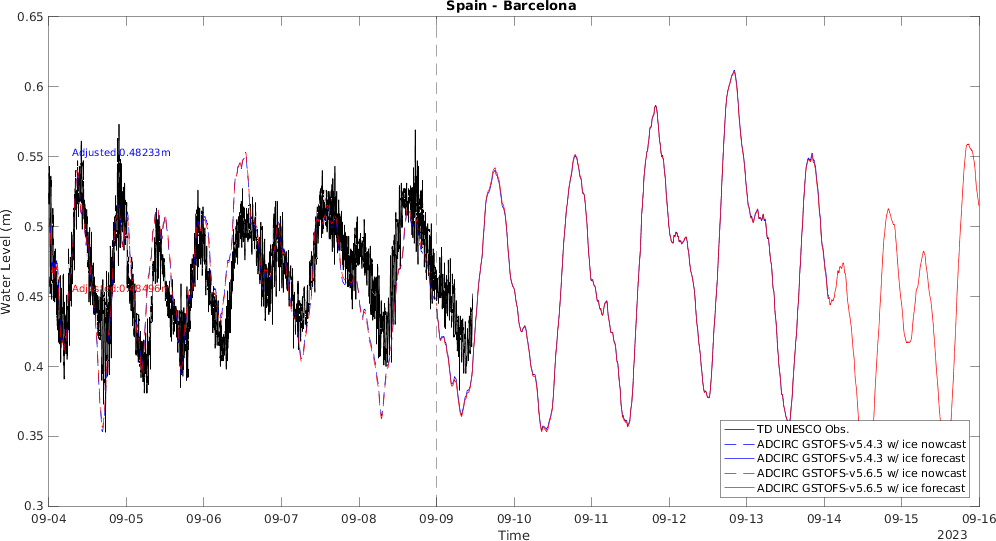 Spain - Barcelona
0.65
0.6
0.55
0.5
0.45
0.4
0.35
0.3
Water Level (m)
Adjusted:0.48233m
Adjusted:0.48496m
TD UNESCO Obs.
ADCIRC GSTOFS-v5.4.3 w/ ice nowcast
ADCIRC GSTOFS-v5.4.3 w/ ice forecast
ADCIRC GSTOFS-v5.6.5 w/ ice nowcast
ADCIRC GSTOFS-v5.6.5 w/ ice forecast
09-04 09-05 09-06 09-07 09-08 09-09 09-10 09-11 09-12 09-13 09-14 09-15 09-16
Time
2023